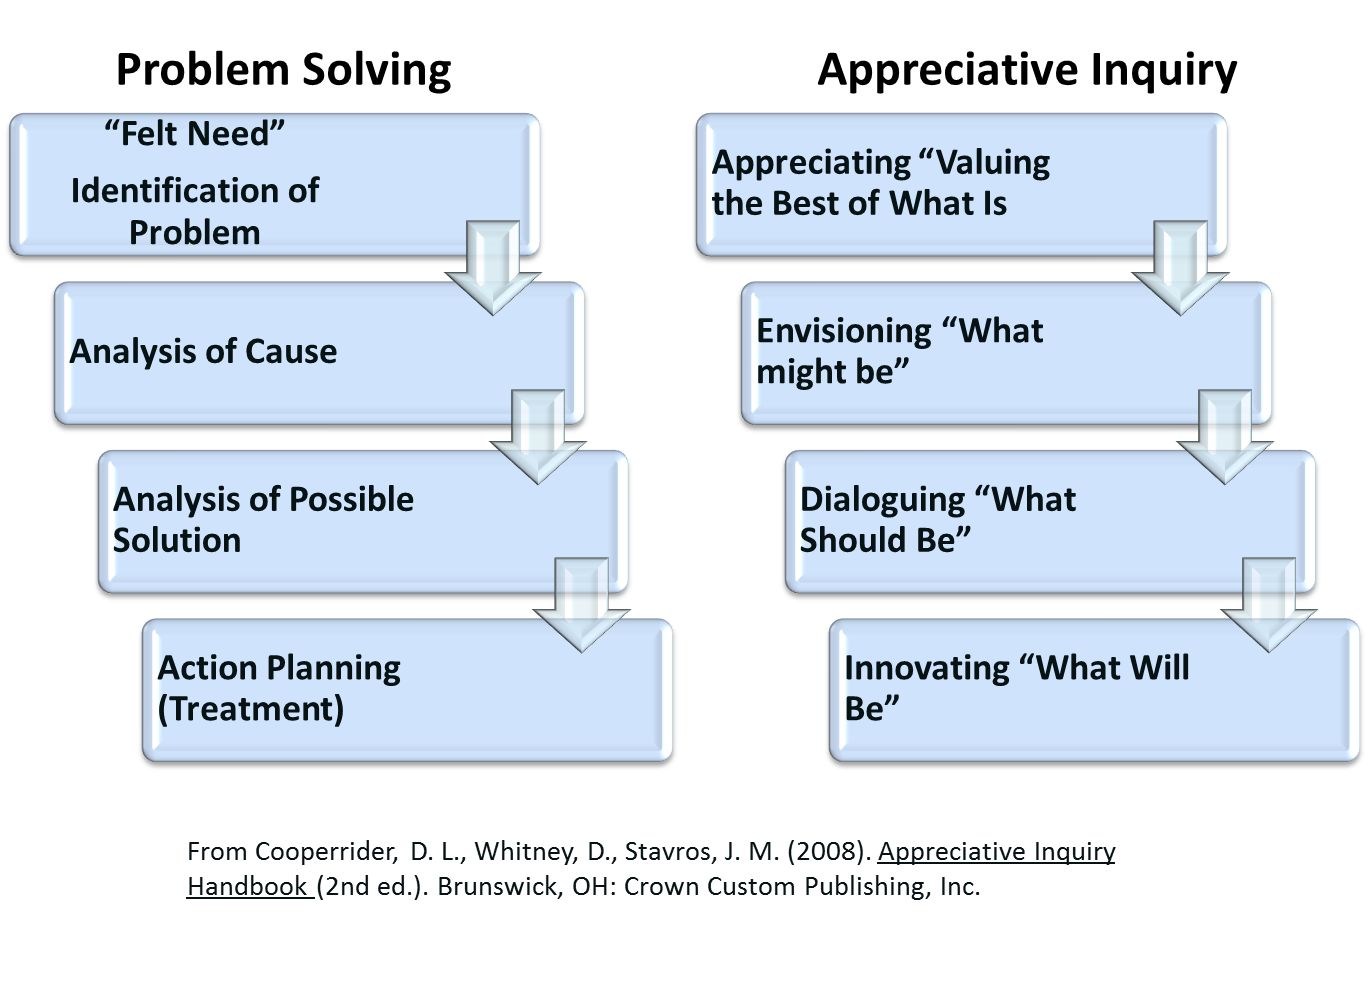 Problem Solving
“Felt Need”
Identification of
Problem
Analysis of Cause
Analysis of Possible
Solution
Action Planning
(Treatment)
Appreciative Inquiry
Appreciating “Valuing
the Best of What Is
Envisioning “What
might be”
Dialoguing “What
Should Be”
Innovating “What Will
Be”
From Cooperrider, D. L., Whitney, D., Stavros, J. M. (2008). Appreciative Inquiry
Handbook (2nd ed.). Brunswick, OH: Crown Custom Publishing, Inc.